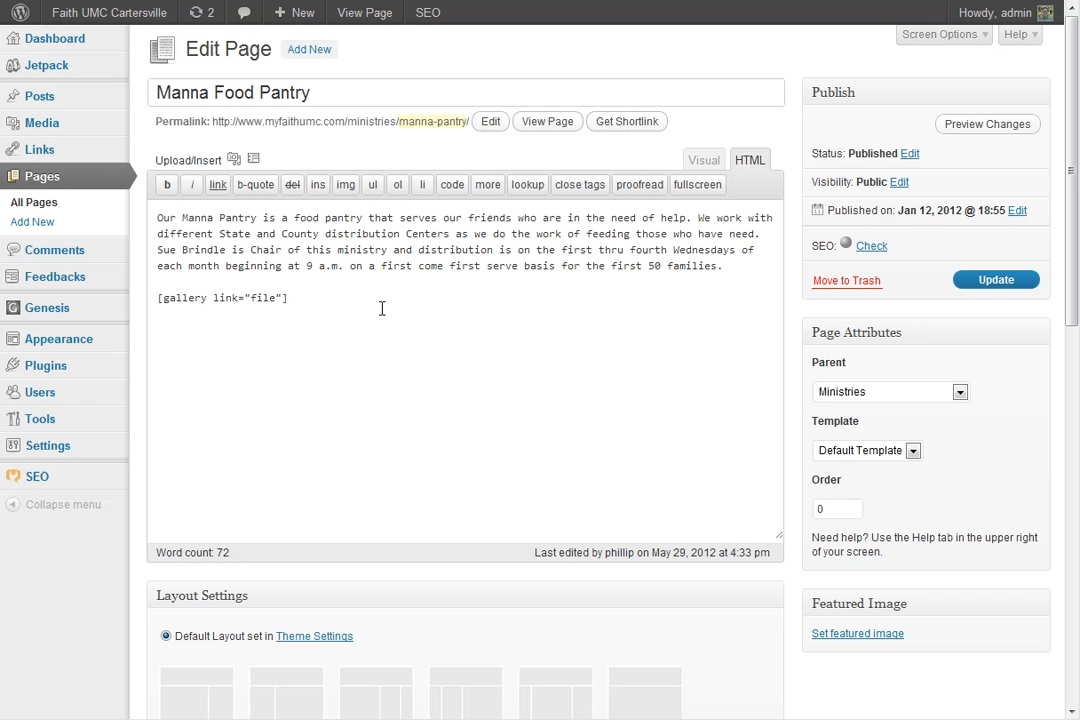 Faith UMC Cartersville
2
New
View Page
SEO
Howdy, admin
Dashboard
Jetpack
Posts
Media
Links
Pages
All Pages
Add New
Comments
Feedbacks
Genesis
Appearance
Plugins
Users
Tools
Settings
SEO
Collapse menu
Screen Options
Help
Edit Page
Add New
Manna Food Pantry
Permalink: http://www.myfaithumc.com/ministries/manna-pantry/
Edit
View Page
Get Shortlink
Upload/Insert
Visual
HTML
b
i
link
b-quote
del
ins
img
ul
ol
li
code
more
lookup
close tags
proofread
fullscreen
Our Manna Pantry is a food pantry that serves our friends who are in the need of help. We work with
different State and County distribution Centers as we do the work of feeding those who have need.
Sue Brindle is Chair of this ministry and distribution is on the first thru fourth Wednesdays of
each month beginning at 9 a.m. on a first come first serve basis for the first 50 families.
[gallery link="file"]
Word count: 72
Last edited by phillip on May 29, 2012 at 4:33 pm
Layout Settings
Default Layout set in Theme Settings
Publish
Preview Changes
Status: Published Edit
Visibility: Public Edit
Published on: Jan 12, 2012 @ 18:55 Edit
SEO: Check
Move to Trash
Update
Page Attributes
Parent
Ministries
Template
Default Template
Order
0
Need help? Use the Help tab in the upper right
of your screen.
Featured Image
Set featured image